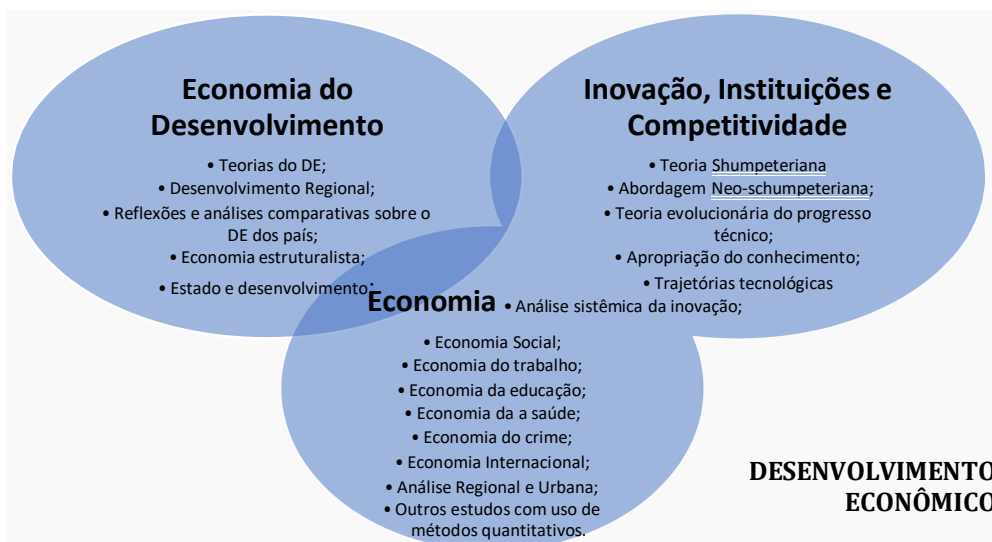 Economia do
Desenvolvimento
• Teorias do DE;
• Desenvolvimento Regional;
• Reflexões e análises comparativas sobre o
DE dos país;
• Economia estruturalista;
• Estado e desenvolvimento;
Inovação, Instituições e
Competitividade
• Teoria Shumpeteriana
• Abordagem Neo-schumpeteriana;
• Teoria evolucionária do progresso
técnico;
• Apropriação do conhecimento;
• Trajetórias tecnológicas
• Análise sistêmica da inovação;
Economia
• Economia Social;
• Economia do trabalho;
• Economia da educação;
• Economia da a saúde;
• Economia do crime;
• Economia Internacional;
• Análise Regional e Urbana;
• Outros estudos com uso de
métodos quantitativos.
DESENVOLVIMENTO
ECONÔMICO